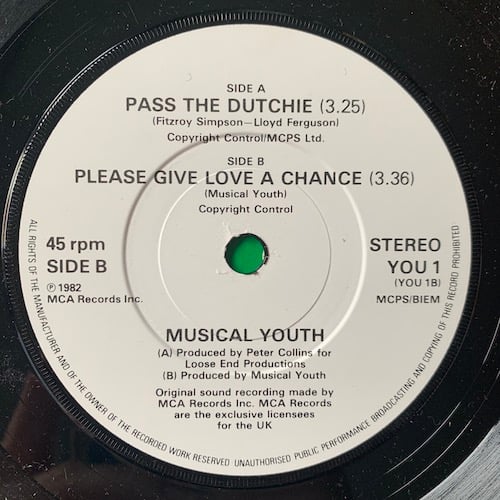 SIDE A
PASS THE DUTCHIE (3.25)
(Fitzroy Simpson—Lloyd Ferguson)
Copyright Control/MCPS Ltd.
SIDE B
PLEASE GIVE LOVE A CHANCE (3.36)
(Musical Youth)
Copyright Control
45 rpm
SIDE B
℗ 1982
MCA Records Inc.
STEREO
YOU 1
(YOU 1B)
MCPS/BIEM
MUSICAL YOUTH
(A) Produced by Peter Collins for
Loose End Productions
(B) Produced by Musical Youth
Original sound recording made by
MCA Records Inc. MCA Records
are the exclusive licensees
for the UK
ALL RIGHTS OF THE MANUFACTURER AND OF THE OWNER OF THE RECORDED WORK RESERVED UNAUTHORISED PUBLIC PERFORMANCE BROADCASTING AND COPYING OF THIS RECORD PROHIBITED